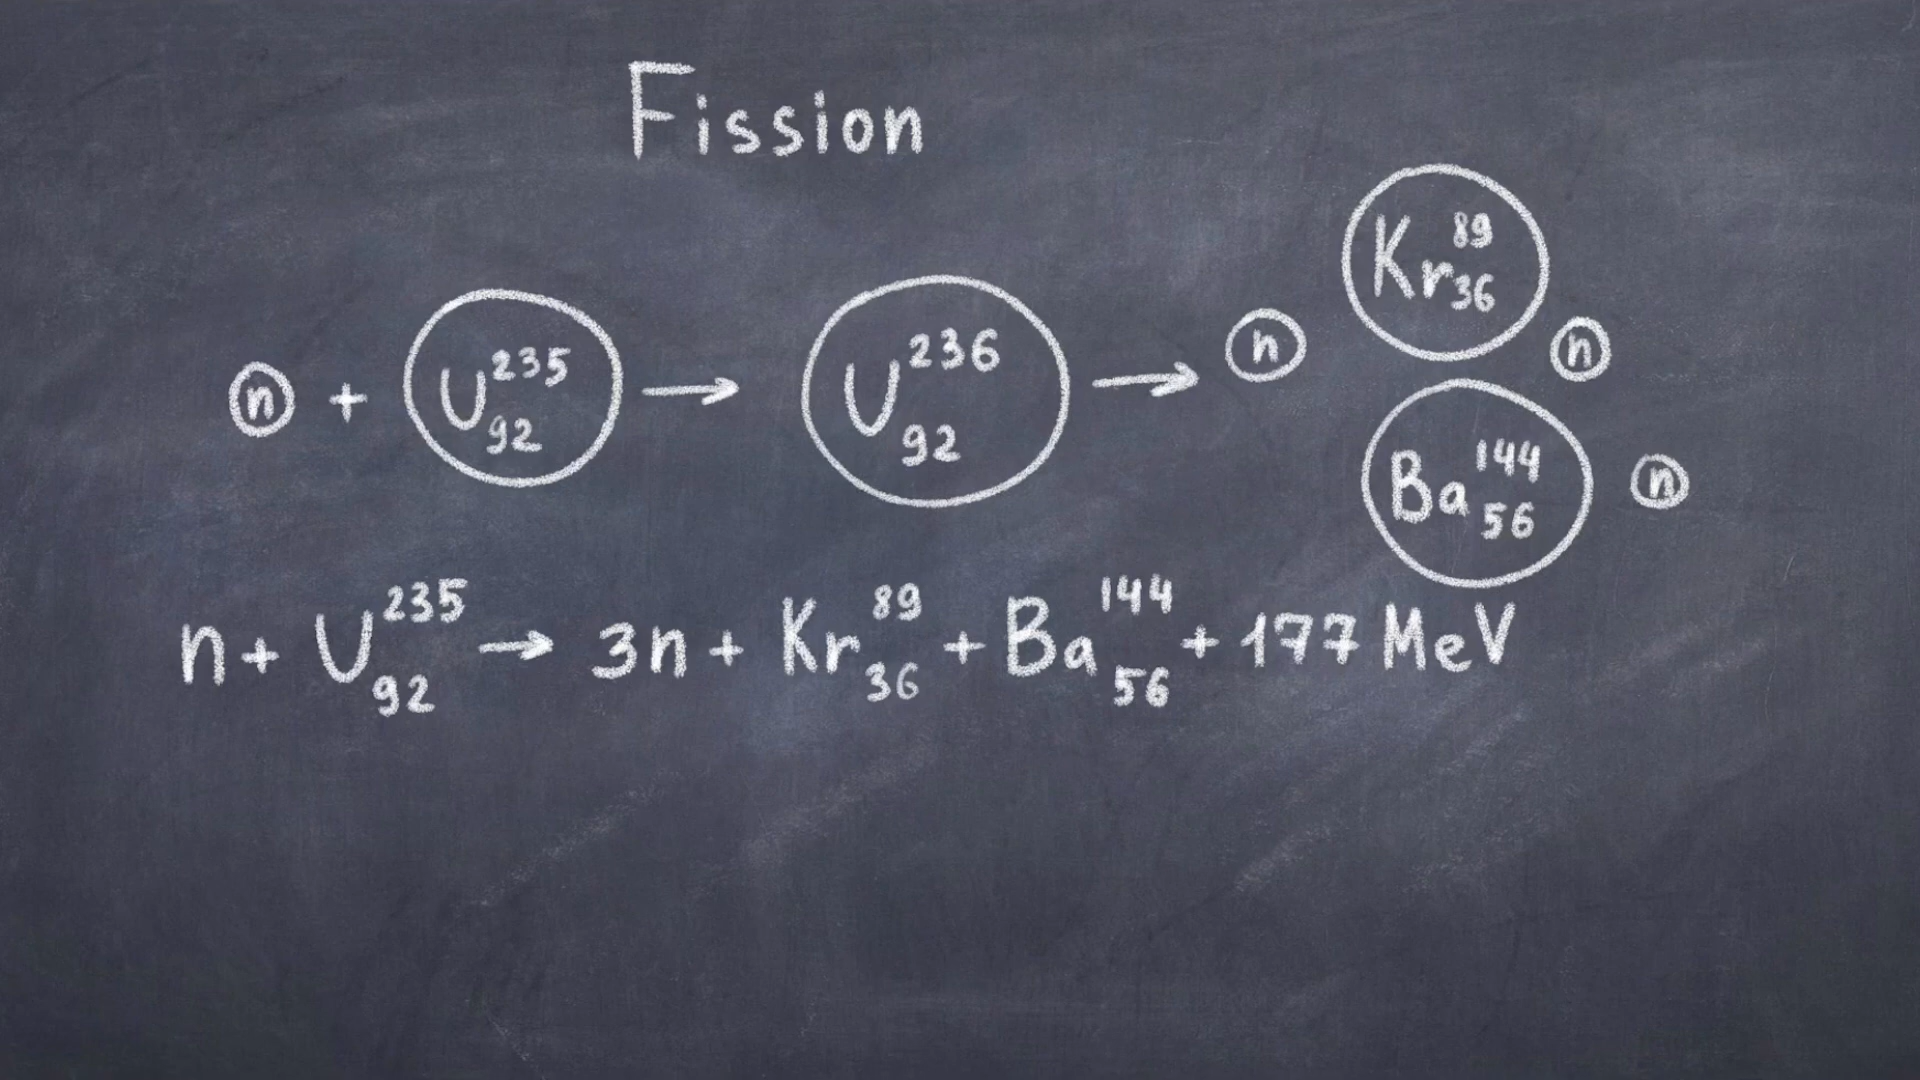 Fission
n + U 235 92 → U 236 92 → n Kr 89 36 n Ba 144 56 n
n + U 235 92 → 3n + Kr 89 36 + Ba 144 56 + 177 MeV